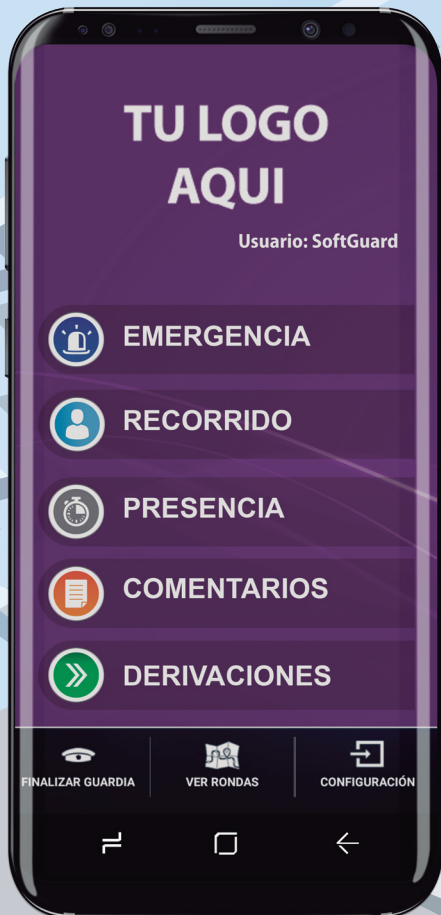 TU LOGO
AQUI
Usuario: SoftGuard
EMERGENCIA
RECORRIDO
PRESENCIA
COMENTARIOS
DERIVACIONES
FINALIZAR GUARDIA
VER RONDAS
CONFIGURACIÓN